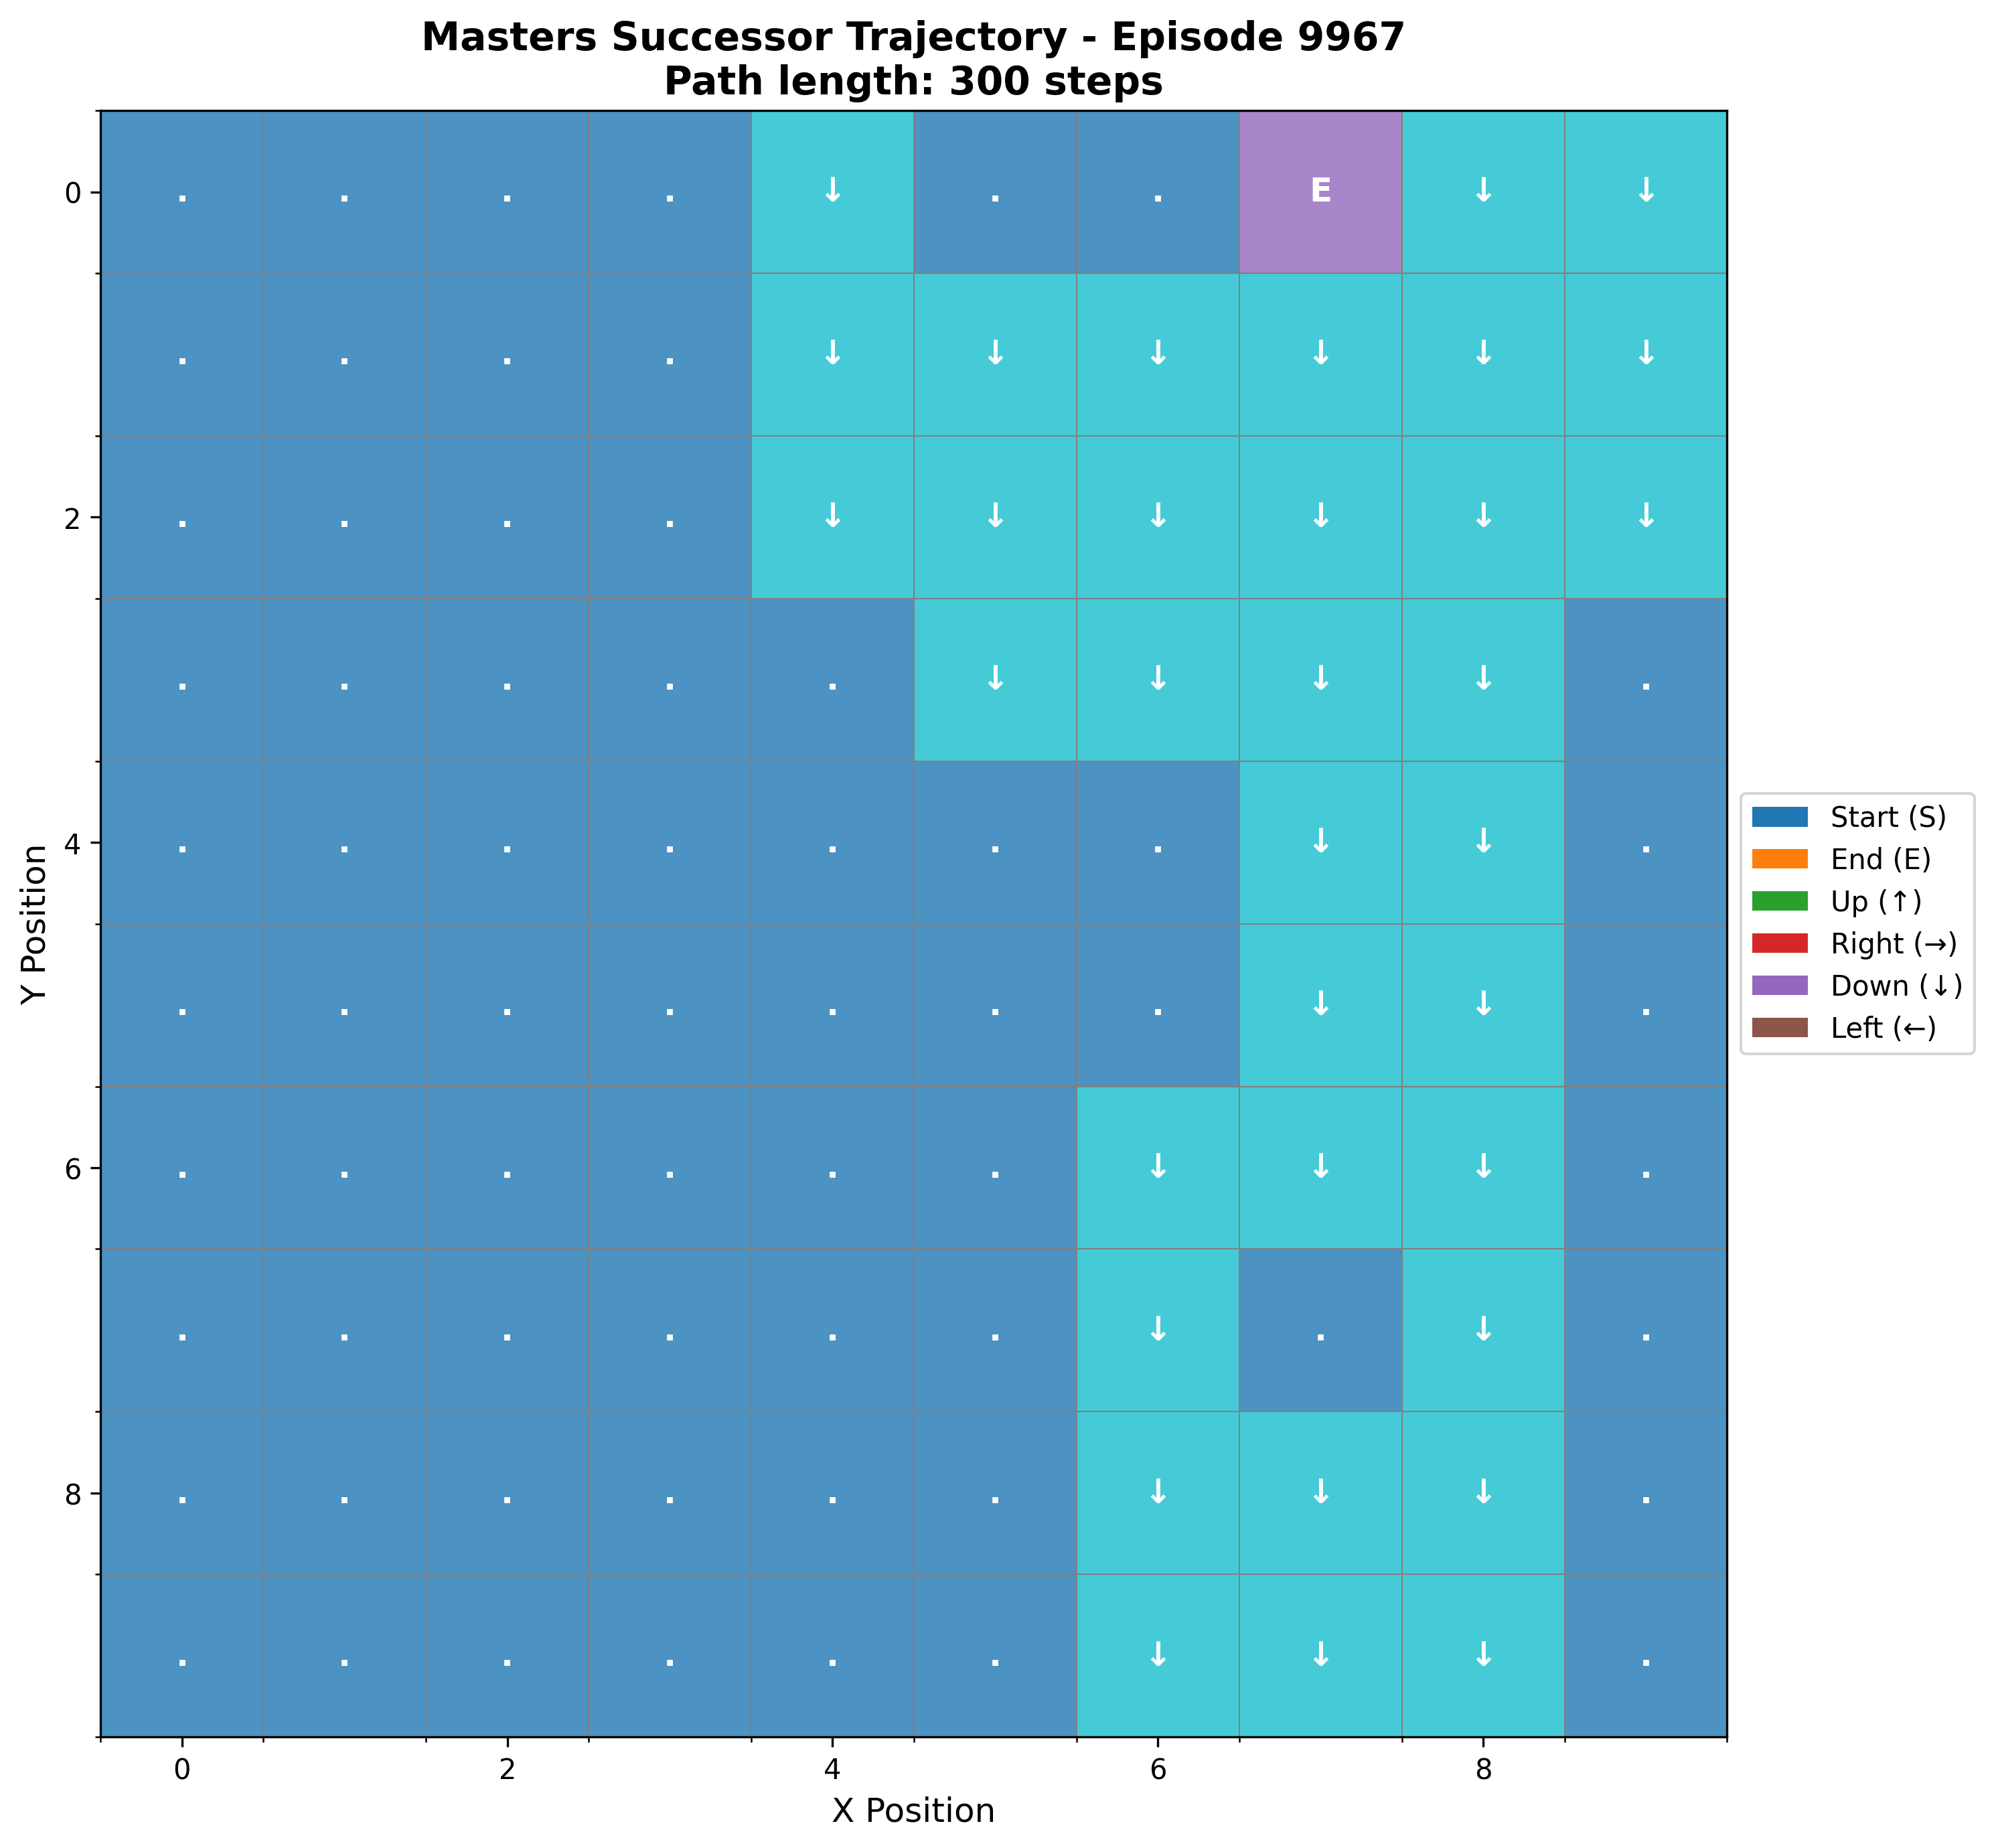 Masters Successor Trajectory - Episode 9967
Path length: 300 steps
0 . . . . ↓ . . E ↓ ↓
. . . . ↓ ↓ ↓ ↓ ↓ ↓
2 . . . . ↓ ↓ ↓ ↓ ↓ ↓
. . . . . ↓ ↓ ↓ ↓ .
4 . . . . . . . ↓ ↓ .
. . . . . . . ↓ ↓ .
6 . . . . . . ↓ ↓ ↓ .
. . . . . . ↓ . ↓ .
8 . . . . . . ↓ ↓ ↓ .
. . . . . . ↓ ↓ ↓ .
0 2 4 6 8
X Position
Y Position
Start (S)
End (E)
Up (↑)
Right (→)
Down (↓)
Left (←)